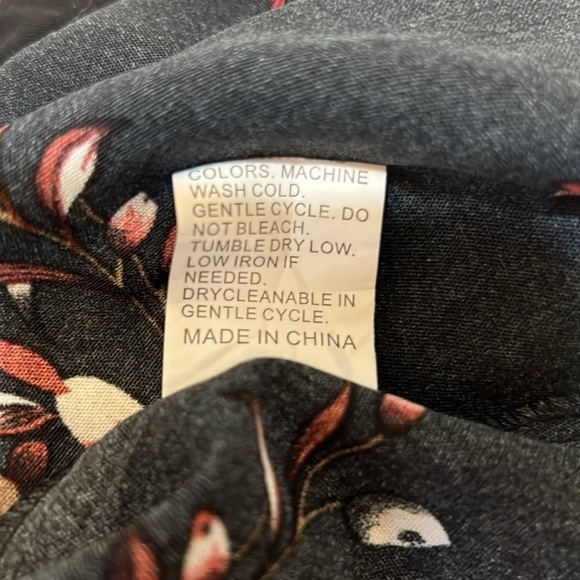 COLORS. MACHINE
WASH COLD.
GENTLE CYCLE. DO
NOT BLEACH.
TUMBLE DRY LOW.
LOW IRON IF
NEEDED.
DRYCLEANABLE IN
GENTLE CYCLE.
MADE IN CHINA